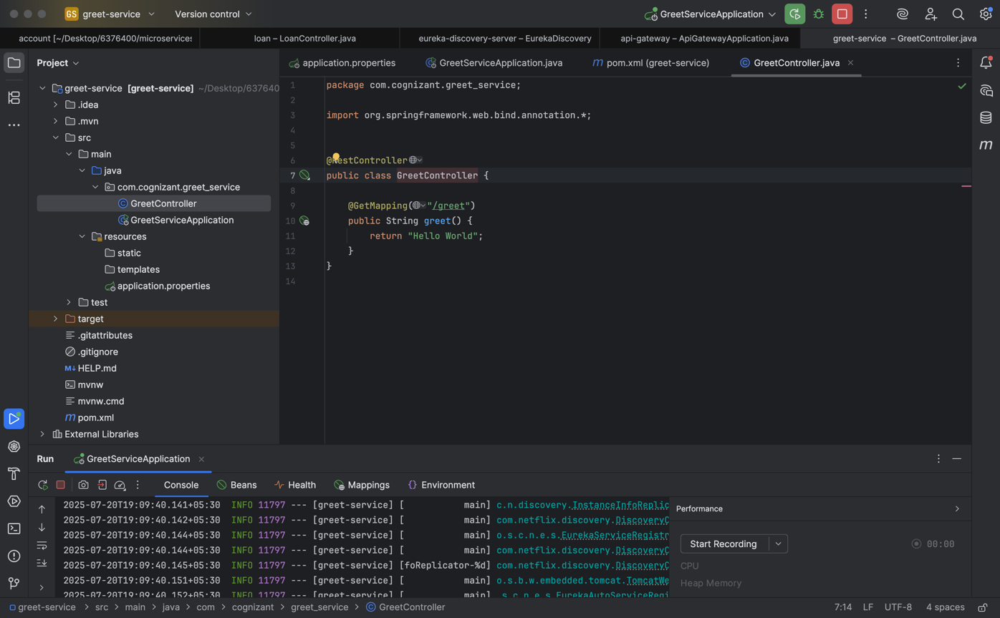 GS greet-service Version control GreetServiceApplication
account [~/Desktop/6376400/microservice: loan – LoanController.java eureka-discovery-server – EurekaDiscovery api-gateway – ApiGatewayApplication.java greet-service – GreetController.java
Project
application.properties GreetServiceApplication.java pom.xml (greet-service) GreetController.java
greet-service [greet-service] ~/Desktop/637640
.idea
.mvn
src
main
java
com.cognizant.greet_service
GreetController
GreetServiceApplication
resources
static
templates
application.properties
test
target
.gitattributes
.gitignore
M↓ HELP.md
mvnw
mvnw.cmd
m pom.xml
External Libraries
1 package com.cognizant.greet_service;
2
3 import org.springframework.web.bind.annotation.*;
4
5
6 @RestController
7 public class GreetController {
8
9 @GetMapping("/greet")
10 public String greet() {
11 return "Hello World";
12 }
13 }
14
Run GreetServiceApplication
Console Beans Health Mappings Environment
2025-07-20T19:09:40.141+05:30 INFO 11797 --- [greet-service] [ main] c.n.discovery.InstanceInfoReplic
2025-07-20T19:09:40.142+05:30 INFO 11797 --- [greet-service] [ main] com.netflix.discovery.DiscoveryC
2025-07-20T19:09:40.144+05:30 INFO 11797 --- [greet-service] [ main] o.s.c.n.e.s.EurekaServiceRegistr
2025-07-20T19:09:40.144+05:30 INFO 11797 --- [greet-service] [ main] com.netflix.discovery.DiscoveryC
2025-07-20T19:09:40.145+05:30 INFO 11797 --- [greet-service] [foReplicator-%d] com.netflix.discovery.DiscoveryC
2025-07-20T19:09:40.151+05:30 INFO 11797 --- [greet-service] [ main] o.s.b.w.embedded.tomcat.TomcatWe
2025-07-20T19:09:40.152+05:30 INFO 11797 --- [greet-service] [ main] .s.c.n.e.s.EurekaAutoServiceRegi
Performance
Start Recording 00:00
CPU
Heap Memory
greet-service > src > main > java > com > cognizant > greet_service > GreetController 7:14 LF UTF-8 4 spaces